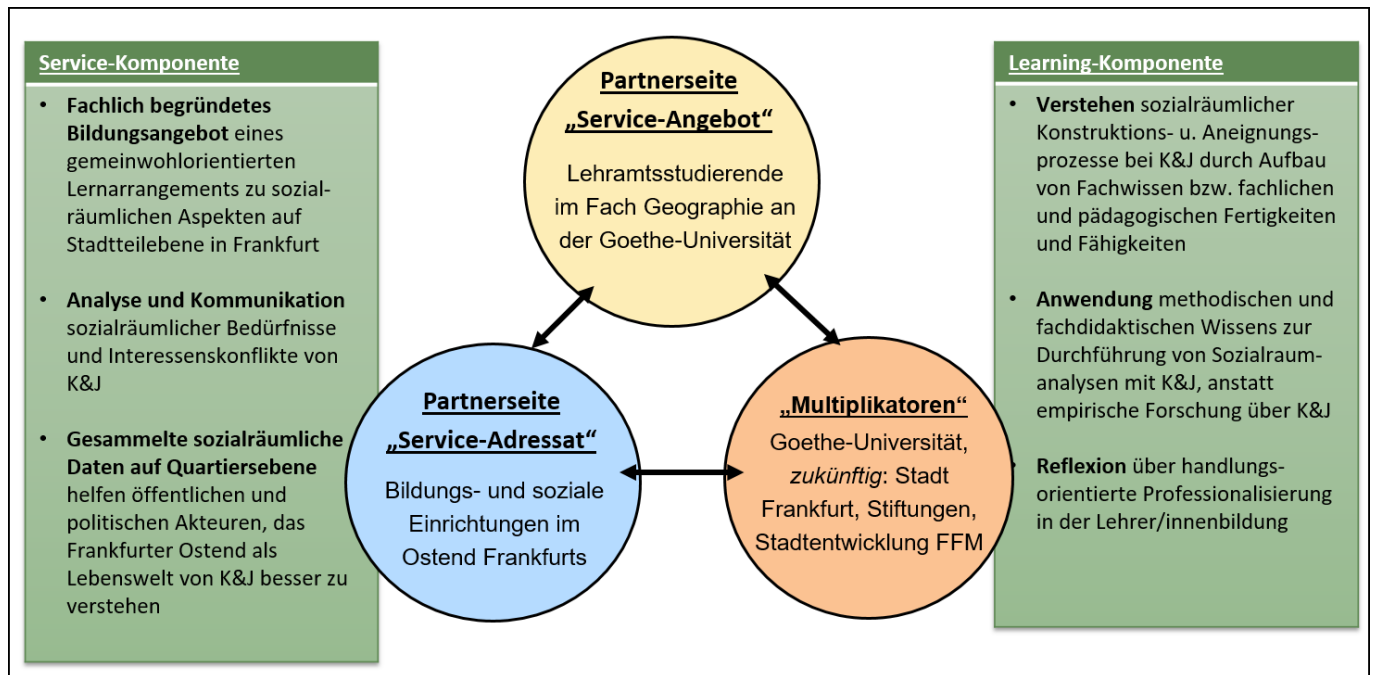 Service-Komponente
• Fachlich begründetes
Bildungsangebot eines
gemeinwohlorientierten
Lernarrangements zu sozial-
räumlichen Aspekten auf
Stadtteilebene in Frankfurt
• Analyse und Kommunikation
sozialräumlicher Bedürfnisse
und Interessenskonflikte von
K&J
• Gesammelte sozialräumliche
Daten auf Quartiersebene
helfen öffentlichen und
politischen Akteuren, das
Frankfurter Ostend als
Lebenswelt von K&J besser zu
verstehen
Partnerseite
„Service-Angebot“
Lehramtsstudierende
im Fach Geographie an
der Goethe-Universität
Partnerseite
„Service-Adressat“
Bildungs- und soziale
Einrichtungen im
Ostend Frankfurts
„Multiplikatoren“
Goethe-Universität,
zukünftig: Stadt
Frankfurt, Stiftungen,
Stadtentwicklung FFM
Learning-Komponente
• Verstehen sozialräumlicher
Konstruktions- u. Aneignungs-
prozesse bei K&J durch Aufbau
von Fachwissen bzw. fachlichen
und pädagogischen Fertigkeiten
und Fähigkeiten
• Anwendung methodischen und
fachdidaktischen Wissens zur
Durchführung von Sozialraum-
analysen mit K&J, anstatt
empirische Forschung über K&J
• Reflexion über handlungs-
orientierte Professionalisierung
in der Lehrer/innenbildung